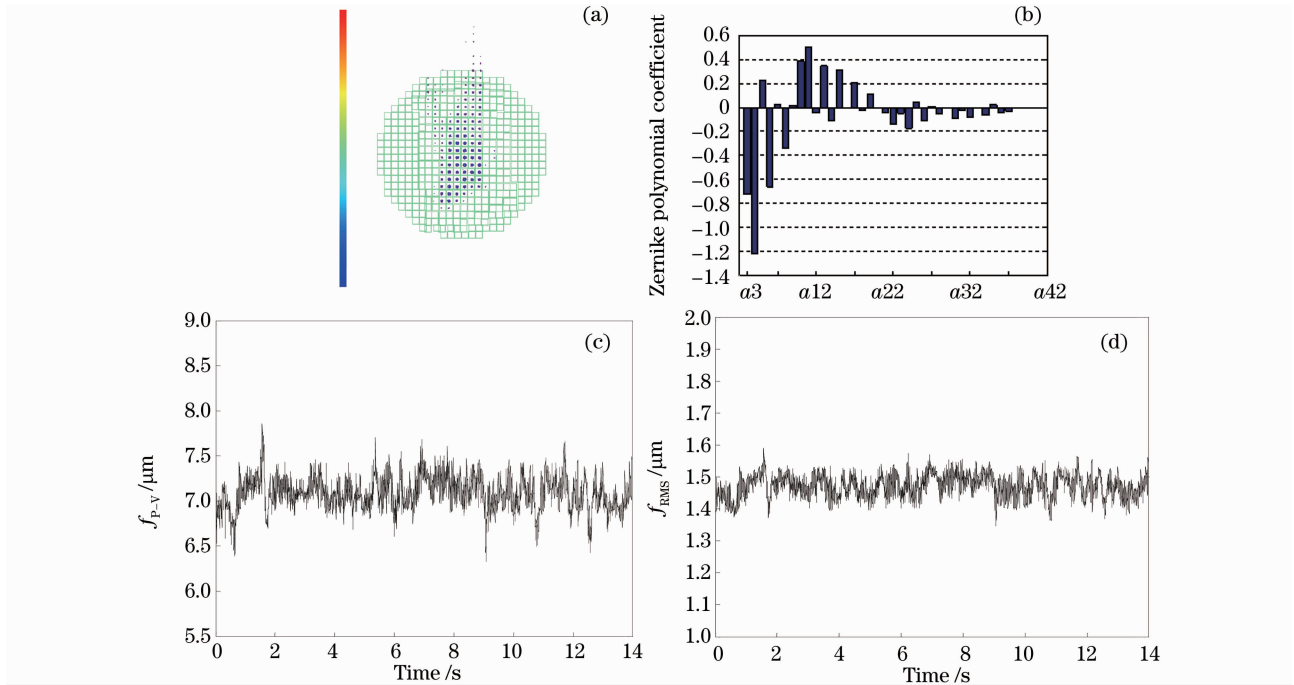 (a)
(b)
Zernike polynomial coefficient
0.6
0.4
0.2
0
−0.2
−0.4
−0.6
−0.8
−1.0
−1.2
−1.4
a3 a12 a22 a32 a42
(c)
f_P−V /μm
9.0
8.5
8.0
7.5
7.0
6.5
6.0
5.5
0 2 4 6 8 10 12 14
Time /s
(d)
f_RMS /μm
2.0
1.9
1.8
1.7
1.6
1.5
1.4
1.3
1.2
1.1
1.0
0 2 4 6 8 10 12 14
Time /s